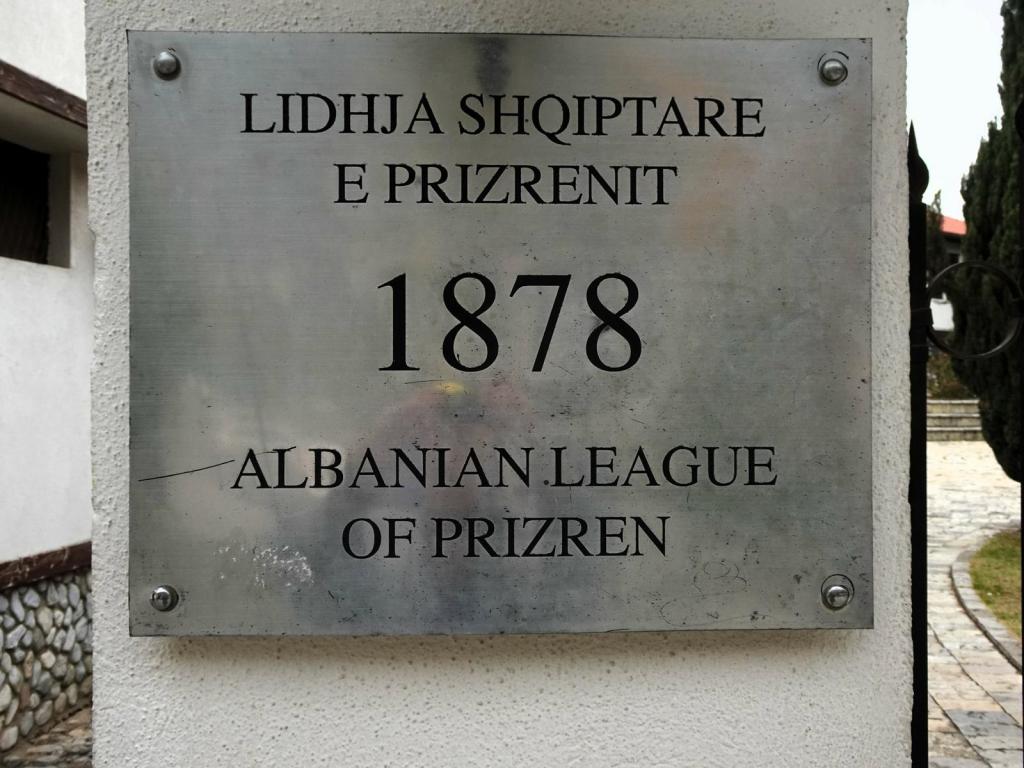 LIDHJA SHQIPTARE
E PRIZRENIT
1878
ALBANIAN LEAGUE
OF PRIZREN